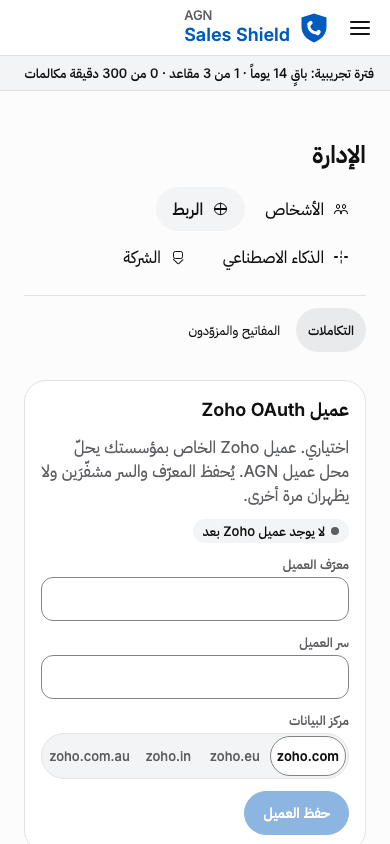 AGN
Sales Shield
فترة تجريبية: باقٍ 14 يوماً · 1 من 3 مقاعد · 0 من 300 دقيقة مكالمات
الإدارة
الأشخاص
الربط
الذكاء الاصطناعي
الشركة
التكاملات
المفاتيح والمزوّدون
عميل Zoho OAuth
اختياري. عميل Zoho الخاص بمؤسستك يحلّ
محل عميل AGN. يُحفظ المعرّف والسر مشفّرَين ولا
يظهران مرة أخرى.
لا يوجد عميل Zoho بعد
معرّف العميل
سر العميل
مركز البيانات
zoho.com
zoho.eu
zoho.in
zoho.com.au
حفظ العميل